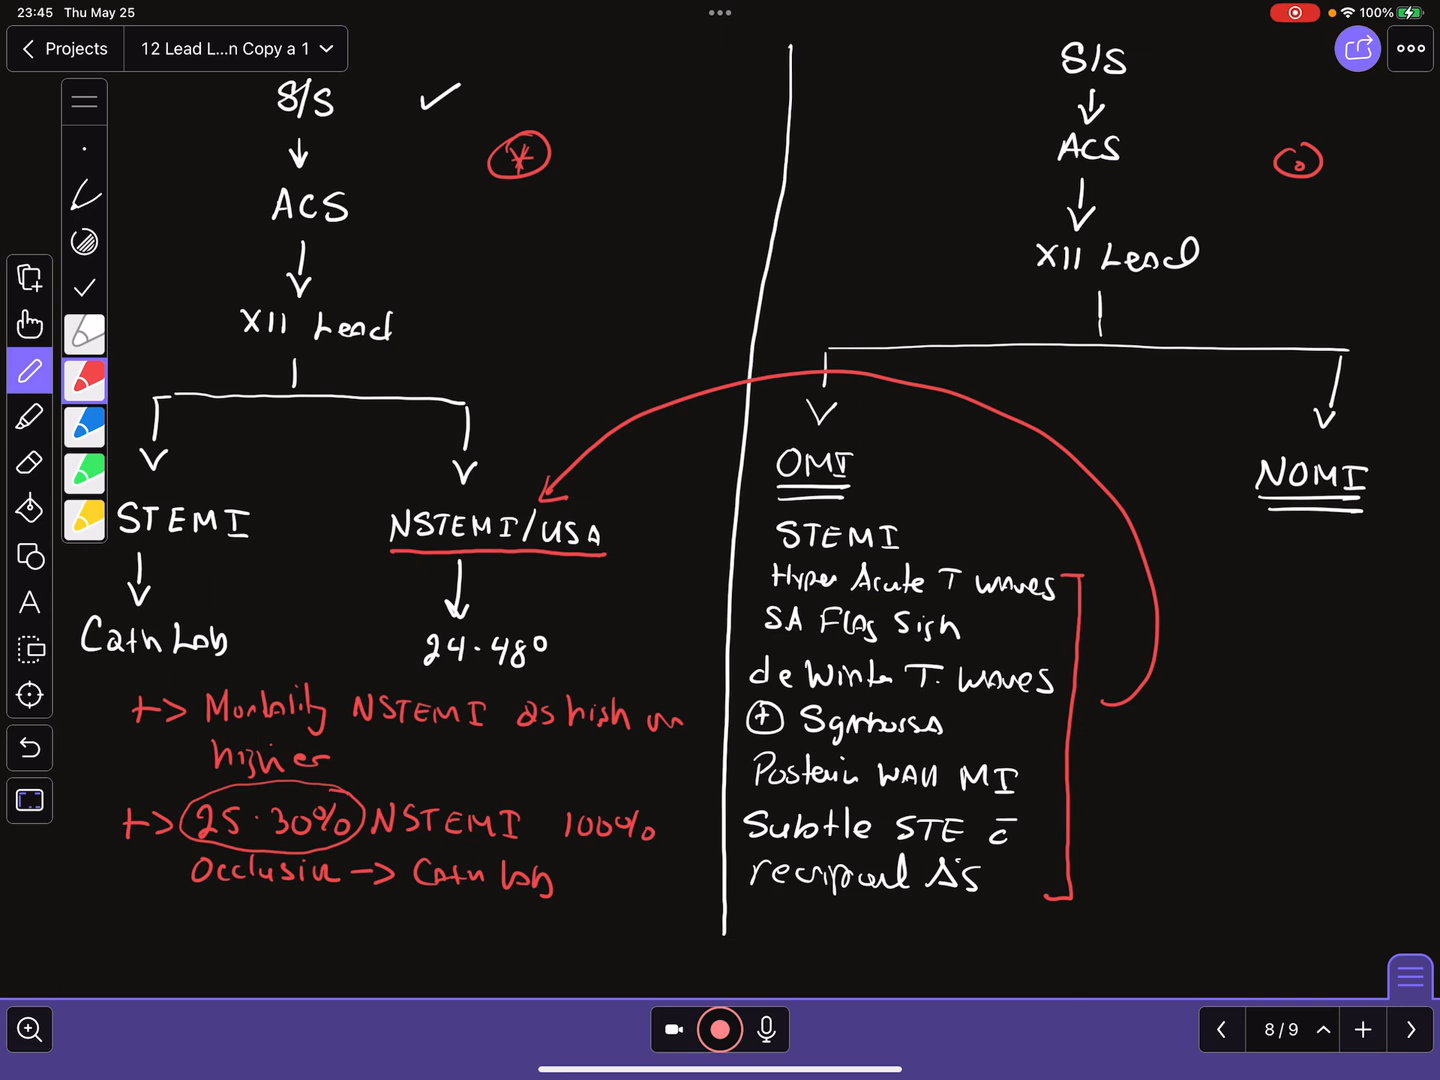 23:45 Thu May 25
100%
Projects
12 Lead L...n Copy a 1
S/S
ACS
XII Lead
STEMI
NSTEMI/USA
Cath Lab
24-48°
Mortality NSTEMI as high or
higher
25-30% NSTEMI 100%
Occlusion → Cath lab
S/S
ACS
XII Lead
OMI
NOMI
STEMI
Hyper Acute T waves
SA Flag Sign
de Winter T. waves
⊕ Sgarbossa
Posterior Wall MI
Subtle STE c̄
reciprocal Δ's
A
8/9